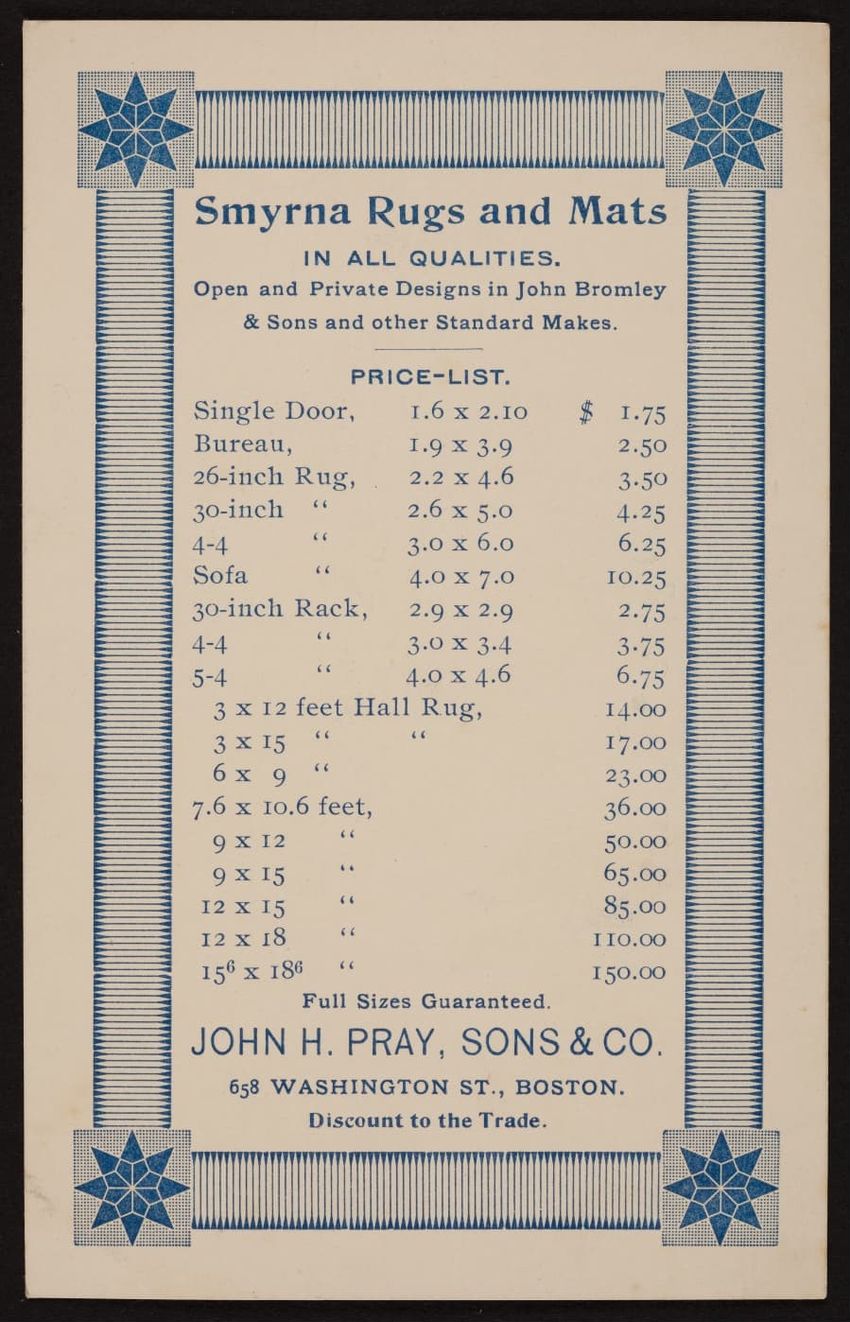 Smyrna Rugs and Mats
IN ALL QUALITIES.
Open and Private Designs in John Bromley
& Sons and other Standard Makes.
PRICE-LIST.
Single Door, 1.6 x 2.10 $ 1.75
Bureau, 1.9 x 3.9 2.50
26-inch Rug, 2.2 x 4.6 3.50
30-inch “ 2.6 x 5.0 4.25
4-4 “ 3.0 x 6.0 6.25
Sofa “ 4.0 x 7.0 10.25
30-inch Rack, 2.9 x 2.9 2.75
4-4 “ 3.0 x 3.4 3.75
5-4 “ 4.0 x 4.6 6.75
3 x 12 feet Hall Rug, 14.00
3 x 15 “ “ 17.00
6 x 9 “ 23.00
7.6 x 10.6 feet, 36.00
9 x 12 “ 50.00
9 x 15 “ 65.00
12 x 15 “ 85.00
12 x 18 “ 110.00
15⁶ x 18⁶ “ 150.00
Full Sizes Guaranteed.
JOHN H. PRAY, SONS & CO.
658 WASHINGTON ST., BOSTON.
Discount to the Trade.